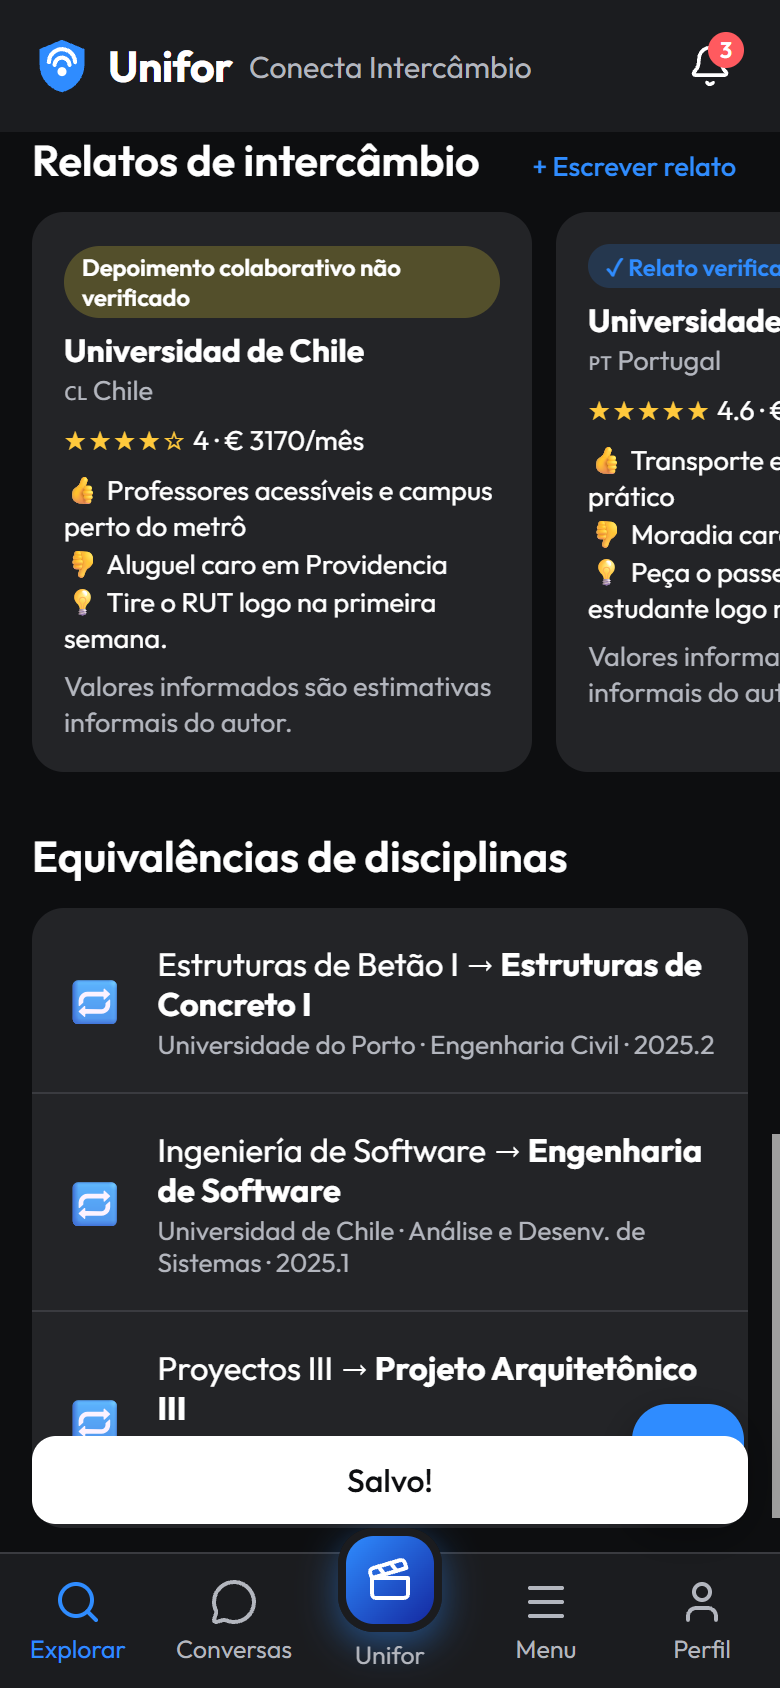 Unifor Conecta Intercâmbio
3
Relatos de intercâmbio
+ Escrever relato
Depoimento colaborativo não
verificado
Universidad de Chile
CL Chile
★★★★☆ 4 · € 3170/mês
👍 Professores acessíveis e campus
perto do metrô
👎 Aluguel caro em Providencia
💡 Tire o RUT logo na primeira
semana.
Valores informados são estimativas
informais do autor.
✓ Relato
Universidade
PT Portugal
★★★★★ 4.6 · €
👍 Transporte
prático
👎 Moradia
💡 Peça o
estudante logo
Valores
informais do
Equivalências de disciplinas
Estruturas de Betão I → Estruturas de
Concreto I
Universidade do Porto · Engenharia Civil · 2025.2
Ingeniería de Software → Engenharia
de Software
Universidad de Chile · Análise e Desenv. de
Sistemas · 2025.1
Proyectos III → Projeto Arquitetônico
III
Salvo!
Explorar
Conversas
Unifor
Menu
Perfil